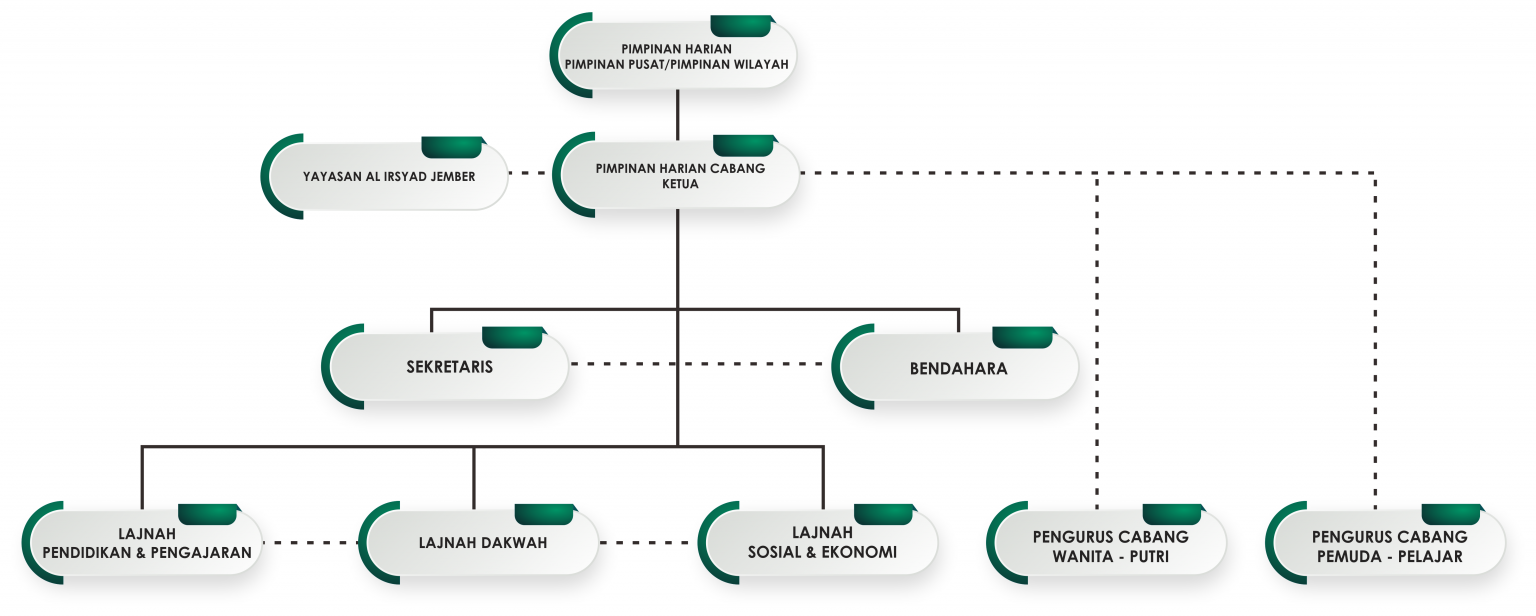 PIMPINAN HARIAN
PIMPINAN PUSAT/PIMPINAN WILAYAH
YAYASAN AL IRSYAD JEMBER
PIMPINAN HARIAN CABANG
KETUA
SEKRETARIS
BENDAHARA
LAJNAH
PENDIDIKAN & PENGAJARAN
LAJNAH DAKWAH
LAJNAH
SOSIAL & EKONOMI
PENGURUS CABANG
WANITA - PUTRI
PENGURUS CABANG
PEMUDA - PELAJAR